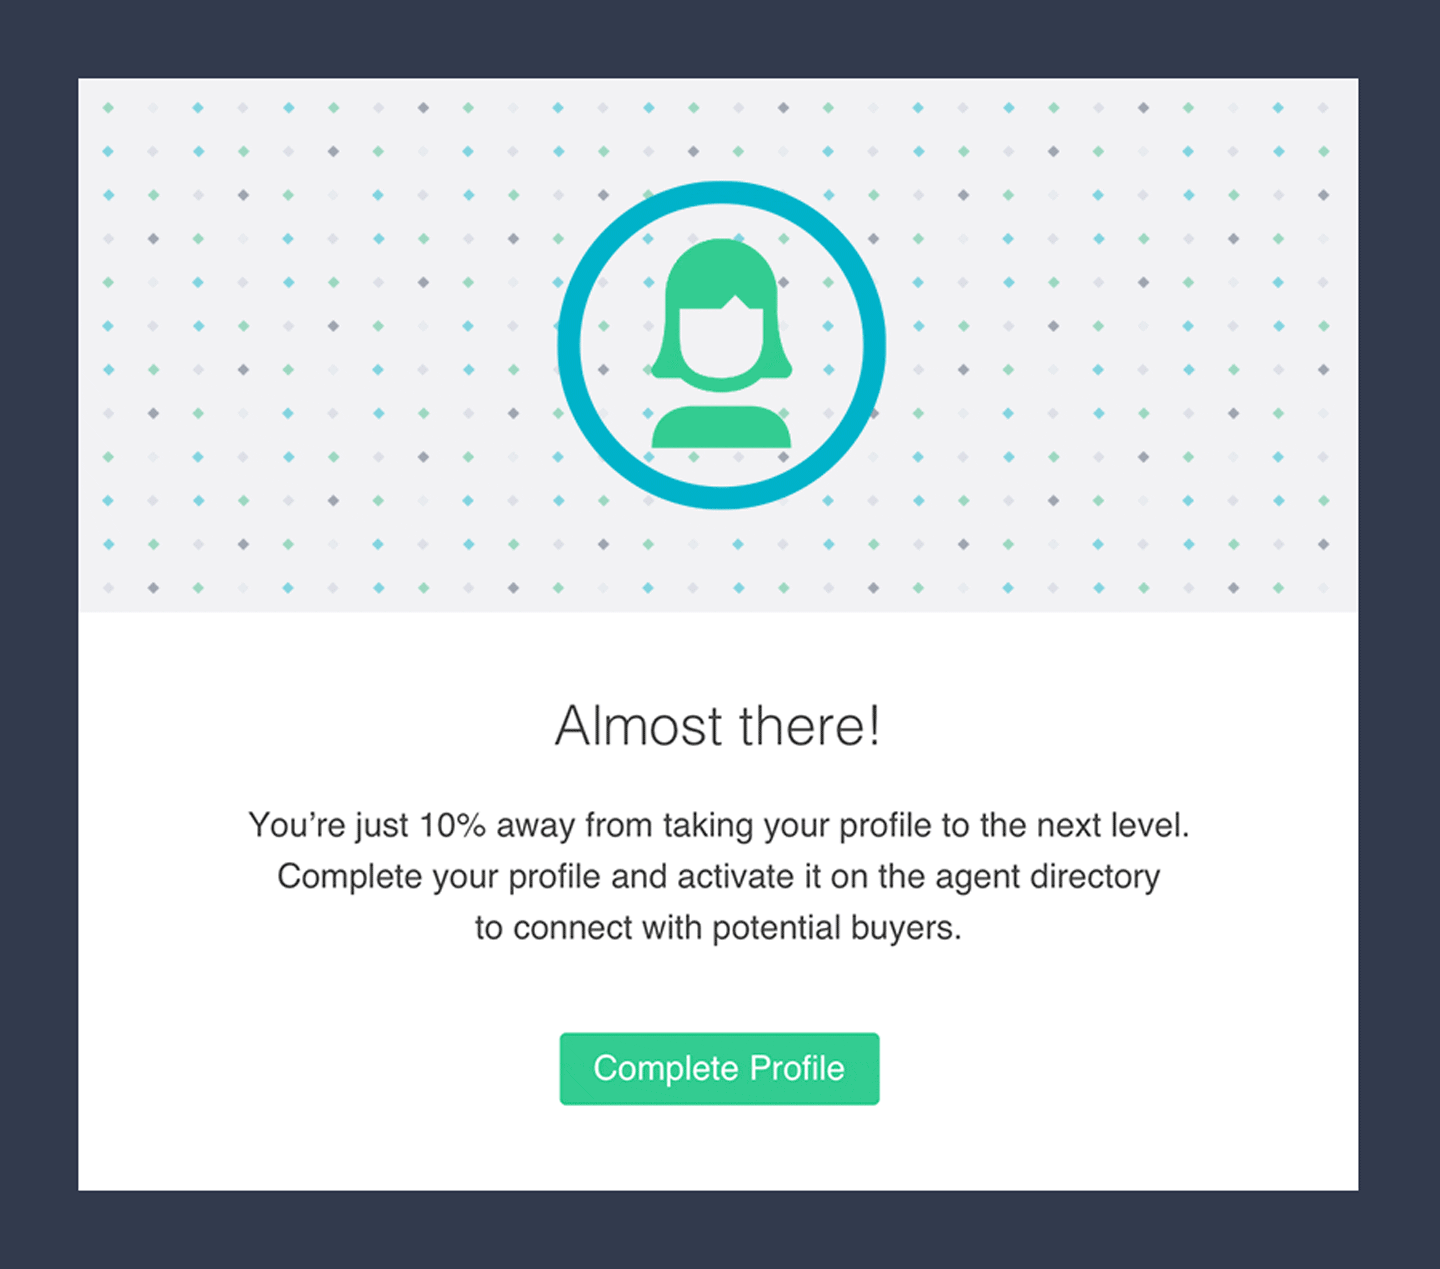 Almost there!
You’re just 10% away from taking your profile to the next level.
Complete your profile and activate it on the agent directory
to connect with potential buyers.
Complete Profile